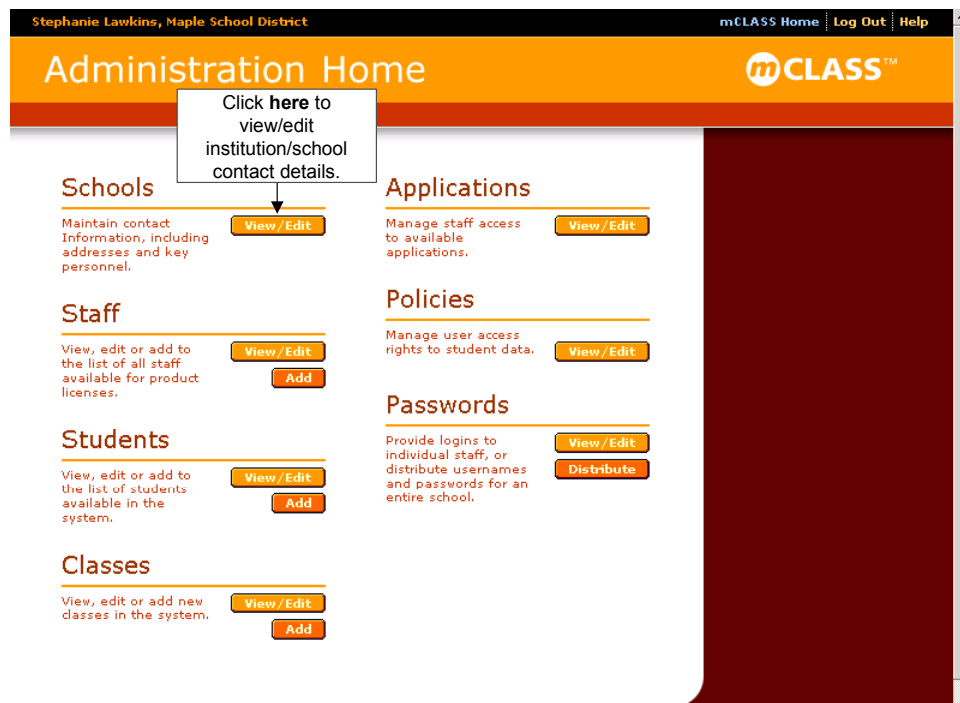 Stephanie Lawkins, Maple School District
mCLASS Home Log Out Help
Administration Home
mCLASS™
Click here to
view/edit
institution/school
contact details.
Schools
Maintain contact
Information, including
addresses and key
personnel.
View/Edit
Staff
View, edit or add to
the list of all staff
available for product
licenses.
View/Edit
Add
Students
View, edit or add to
the list of students
available in the
system.
View/Edit
Add
Classes
View, edit or add new
classes in the system.
View/Edit
Add
Applications
Manage staff access
to available
applications.
View/Edit
Policies
Manage user access
rights to student data.
View/Edit
Passwords
Provide logins to
individual staff, or
distribute usernames
and passwords for an
entire school.
View/Edit
Distribute